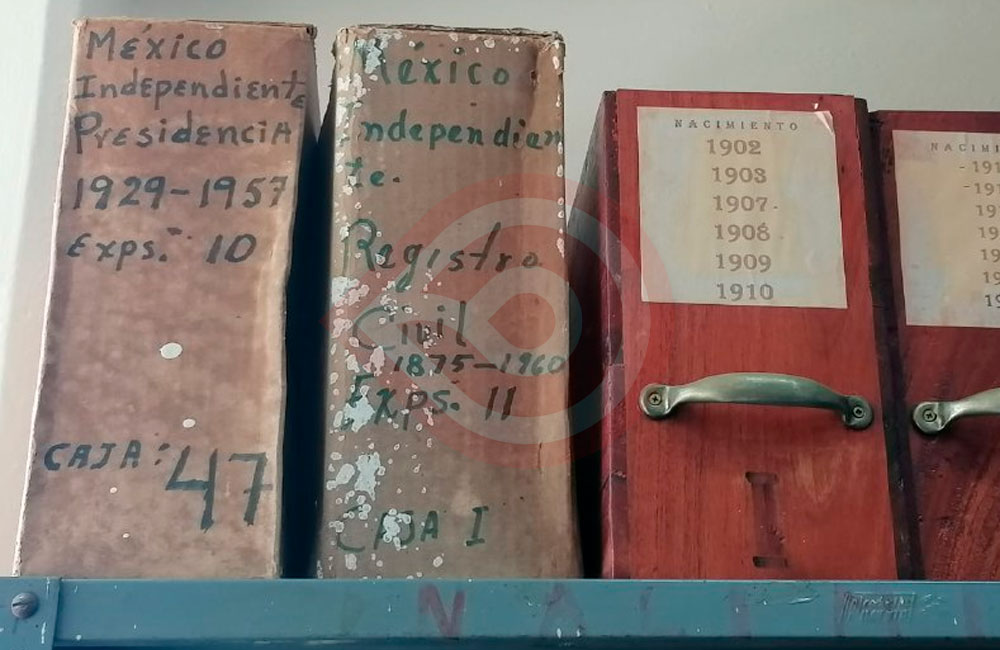 México
Independiente
Presidencia
1929-1957
Exps. 10
CAJA: 47
México
Independien
te.
Registro
Civil
1875-1960
Exps. 11
CAJA I
NACIMIENTO
1902
1903
1907
1908
1909
1910
I